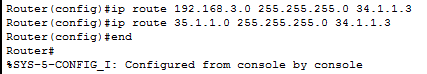 Router(config)#ip route 192.168.3.0 255.255.255.0 34.1.1.3
Router(config)#ip route 35.1.1.0 255.255.255.0 34.1.1.3
Router(config)#end
Router#
%SYS-5-CONFIG_I: Configured from console by console